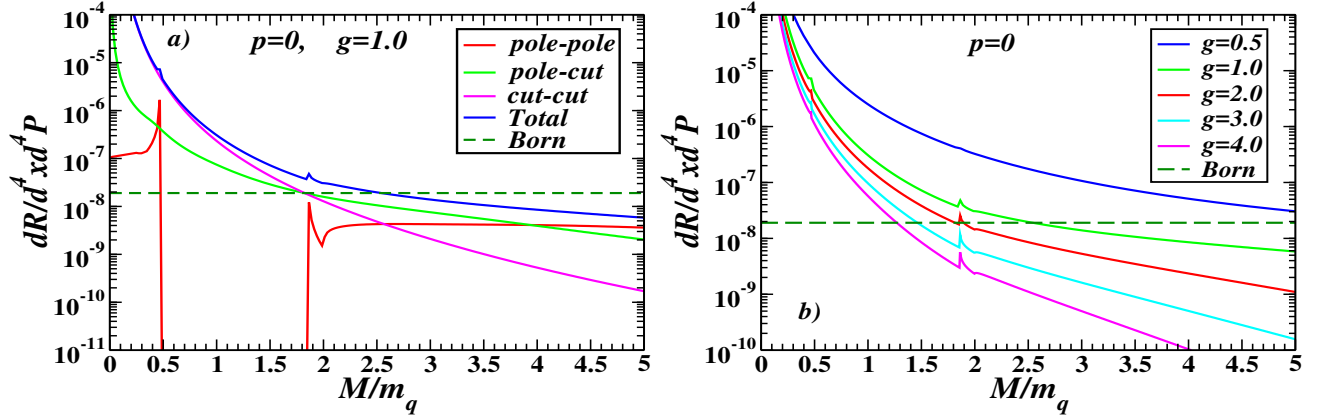 a) p=0, g=1.0
pole-pole
pole-cut
cut-cut
Total
Born
dR/d⁴xd⁴P
10⁻⁴
10⁻⁵
10⁻⁶
10⁻⁷
10⁻⁸
10⁻⁹
10⁻¹⁰
10⁻¹¹
0 0.5 1 1.5 2 2.5 3 3.5 4 4.5 5
M/m_q
p=0
g=0.5
g=1.0
g=2.0
g=3.0
g=4.0
Born
b)
dR/d⁴xd⁴P
10⁻⁴
10⁻⁵
10⁻⁶
10⁻⁷
10⁻⁸
10⁻⁹
10⁻¹⁰
0 0.5 1 1.5 2 2.5 3 3.5 4 4.5 5
M/m_q